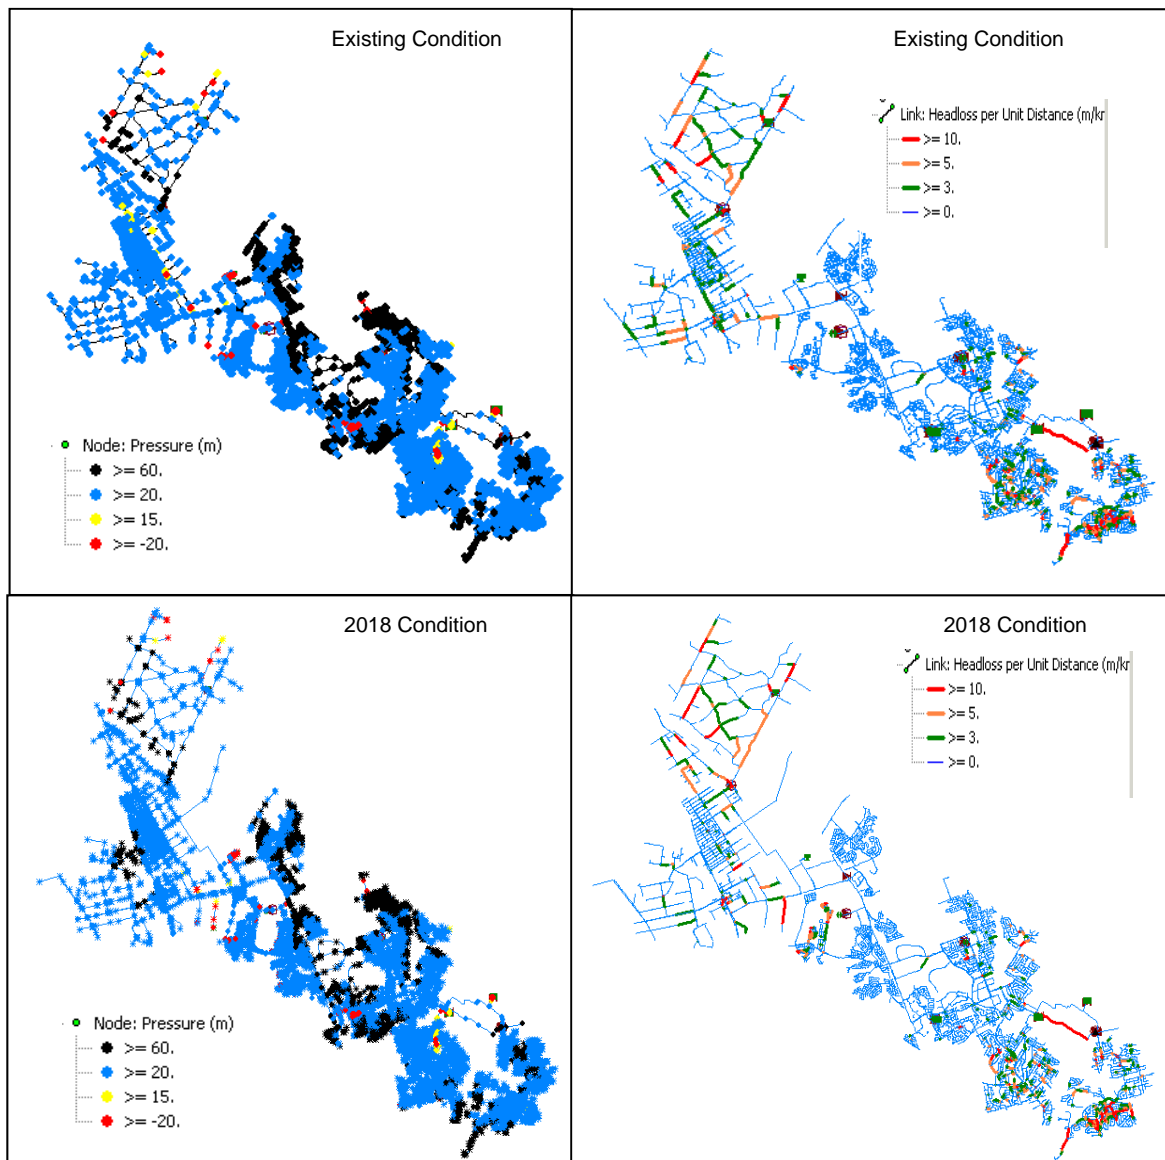 Existing Condition
Node: Pressure (m)
>= 60.
>= 20.
>= 15.
>= -20.
Existing Condition
Link: Headloss per Unit Distance (m/kr
>= 10.
>= 5.
>= 3.
>= 0.
2018 Condition
Node: Pressure (m)
>= 60.
>= 20.
>= 15.
>= -20.
2018 Condition
Link: Headloss per Unit Distance (m/kr
>= 10.
>= 5.
>= 3.
>= 0.